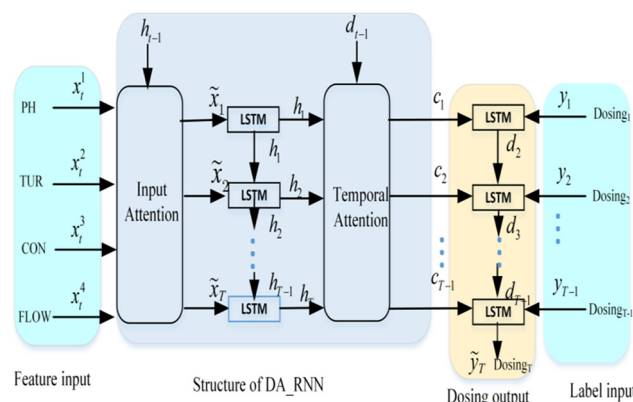 h_{t-1}
d_{t-1}
PH
x_t^1
x̃_1
LSTM
h_1
c_1
LSTM
y_1
Dosing_1
h_1
d_2
TUR
x_t^2
Input
Attention
x̃_2
LSTM
h_2
Temporal
Attention
c_2
LSTM
y_2
Dosing_2
h_2
d_3
CON
x_t^3
h_{T-1}
c_{T-1}
d_{T-1}
FLOW
x_t^4
x̃_T
LSTM
h_T
LSTM
y_{T-1}
Dosing_{T-1}
ỹ_T
Dosing_T
Feature input
Structure of DA_RNN
Dosing output
Label input